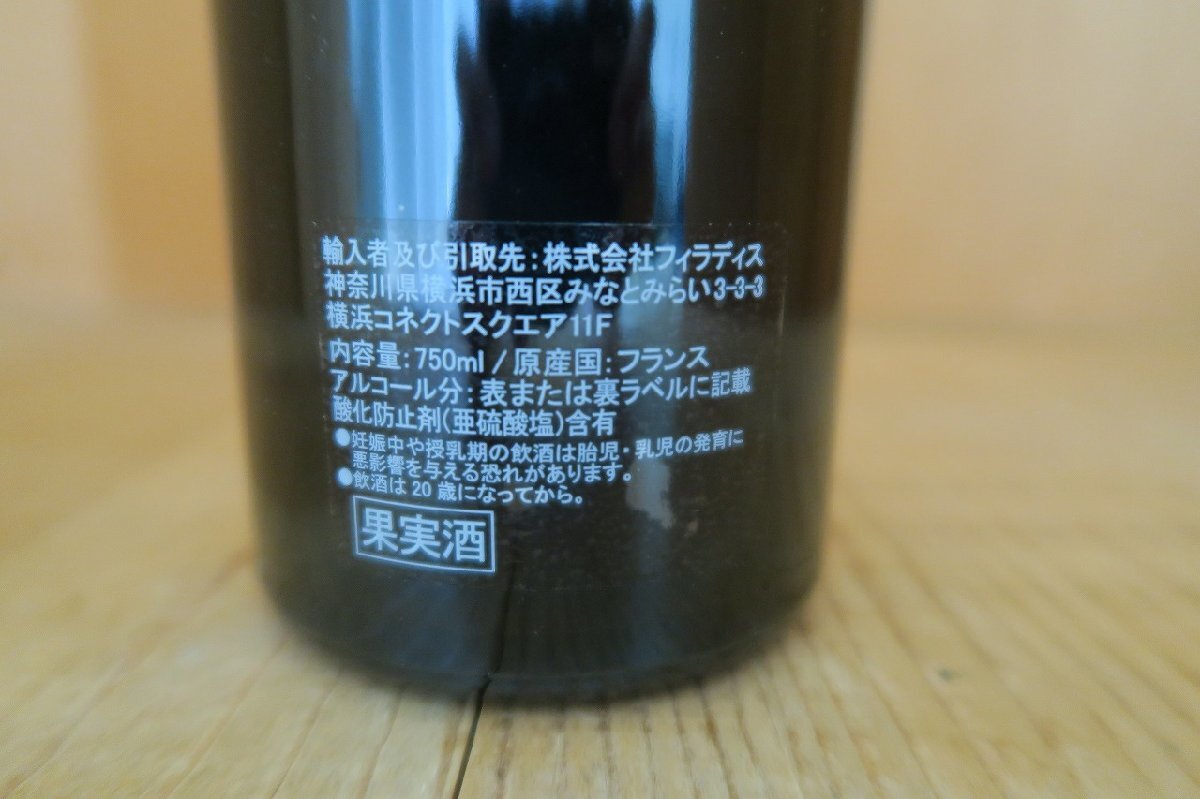 輸入者及び引取先:株式会社フィラディス
神奈川県横浜市西区みなとみらい3-3-3
横浜コネクトスクエア11F
内容量:750ml / 原産国:フランス
アルコール分:表または裏ラベルに記載
酸化防止剤(亜硫酸塩)含有
●妊娠中や授乳期の飲酒は胎児・乳児の発育に
悪影響を与える恐れがあります。
●飲酒は20歳になってから。
果実酒